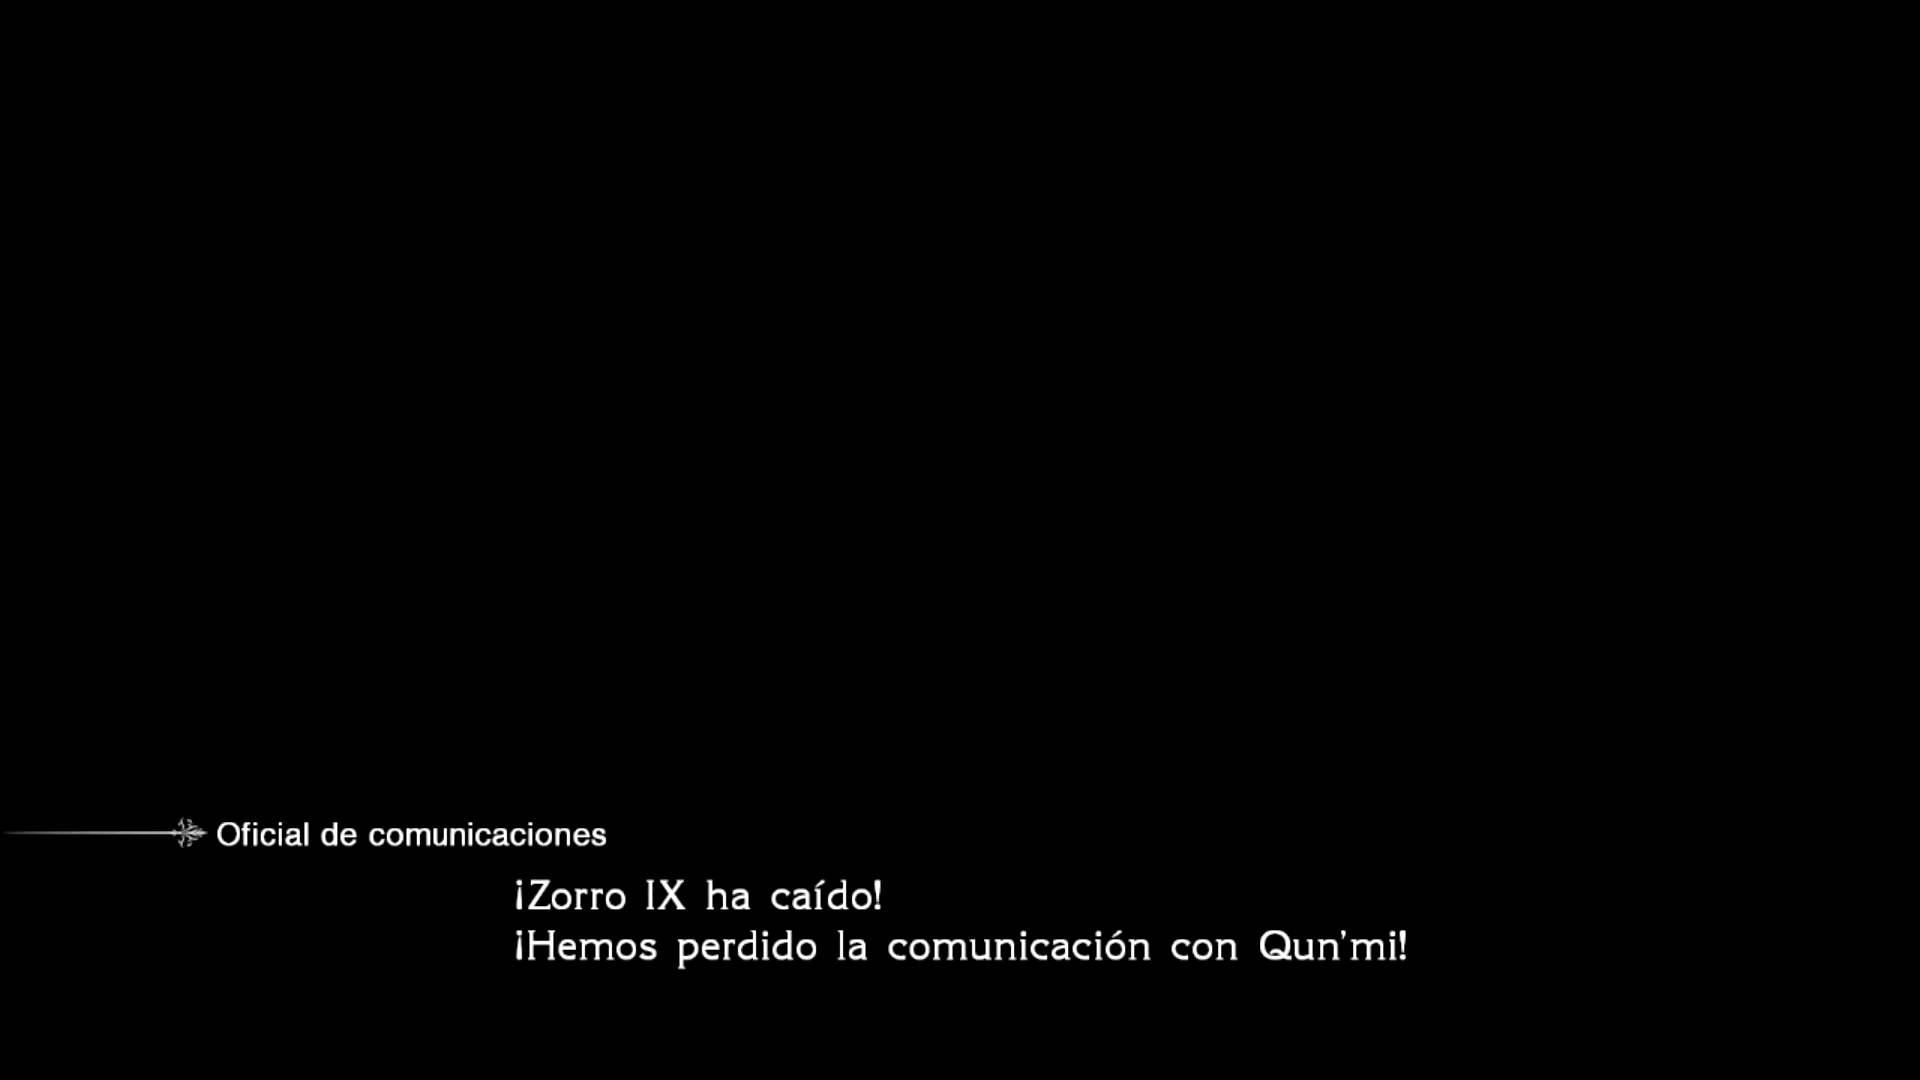 Oficial de comunicaciones
¡Zorro IX ha caído!
¡Hemos perdido la comunicación con Qun’mi!